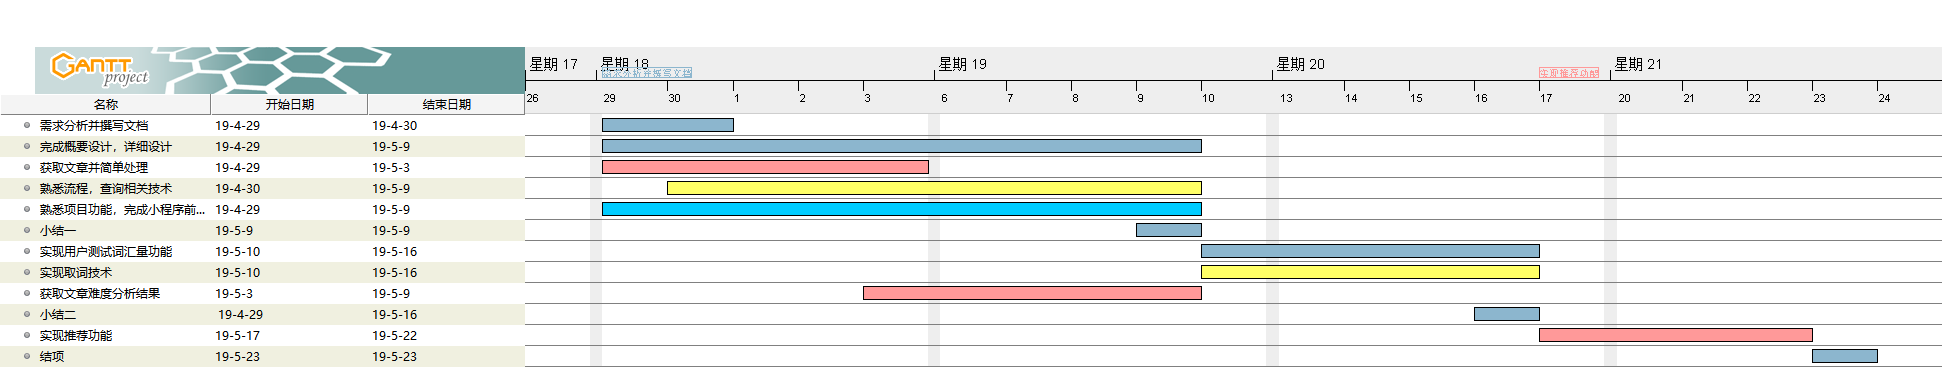 GANTT project
星期 17 星期 18 星期 19 星期 20 星期 21
需求分析并撰写文档 实现推荐功能
名称 开始日期 结束日期 26 29 30 1 2 3 6 7 8 9 10 13 14 15 16 17 20 21 22 23 24
需求分析并撰写文档 19-4-29 19-4-30
完成概要设计，详细设计 19-4-29 19-5-9
获取文章并简单处理 19-4-29 19-5-3
熟悉流程，查询相关技术 19-4-30 19-5-9
熟悉项目功能，完成小程序前... 19-4-29 19-5-9
小结一 19-5-9 19-5-9
实现用户测试词汇量功能 19-5-10 19-5-16
实现取词技术 19-5-10 19-5-16
获取文章难度分析结果 19-5-3 19-5-9
小结二 19-4-29 19-5-16
实现推荐功能 19-5-17 19-5-22
结项 19-5-23 19-5-23